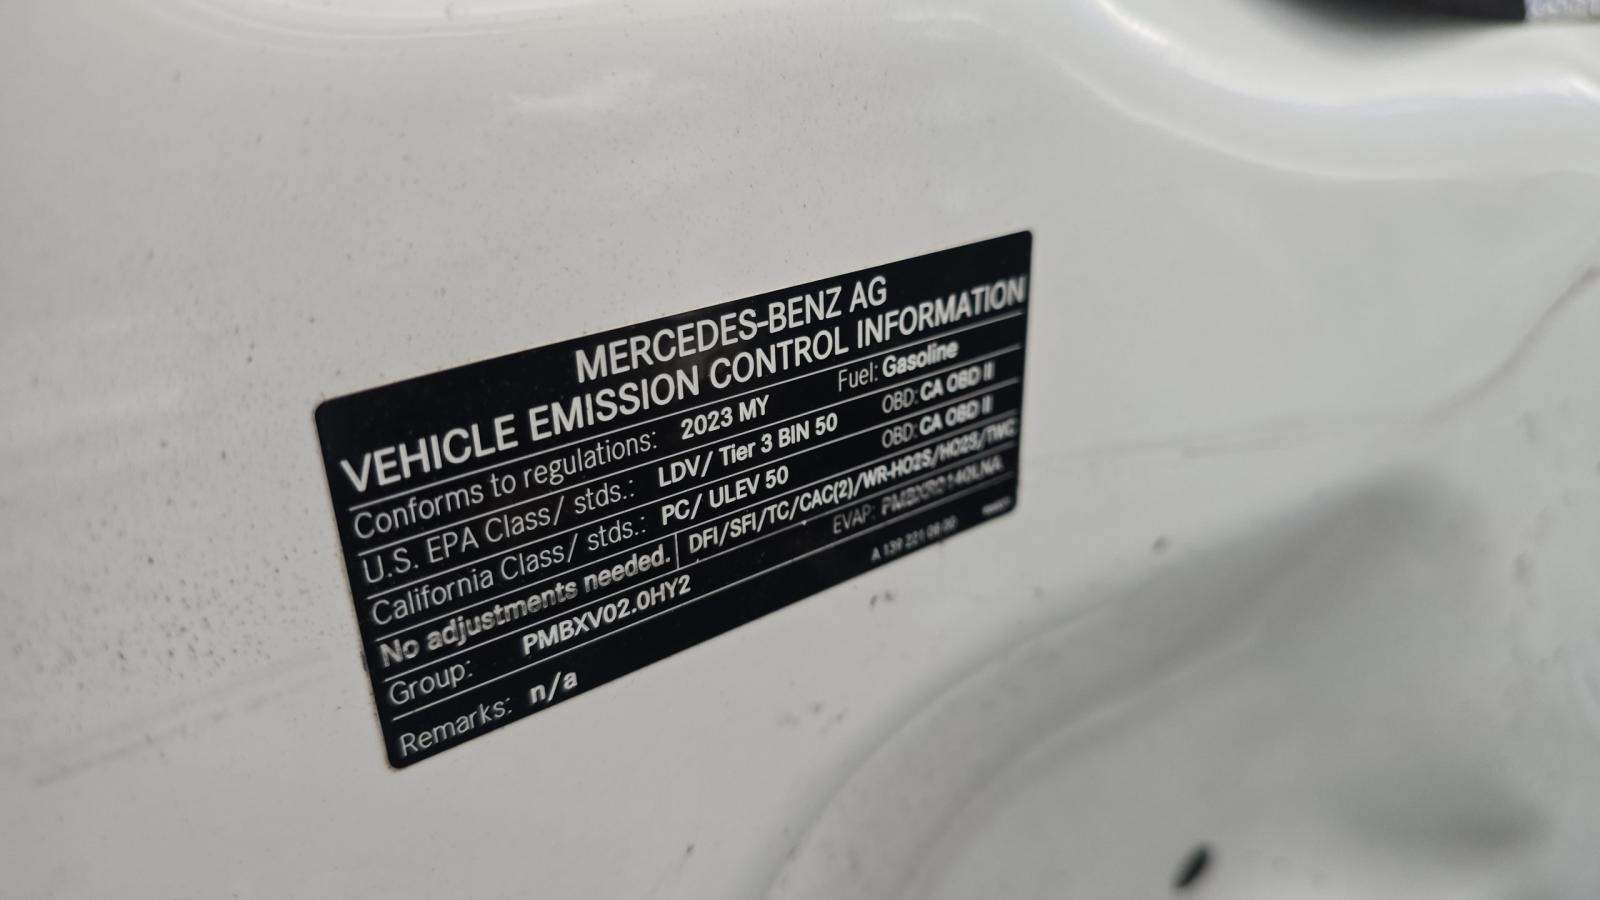 MERCEDES-BENZ AG
VEHICLE EMISSION CONTROL INFORMATION
Conforms to regulations: 2023 MY Fuel: Gasoline
U.S. EPA Class/ stds.: LDV/ Tier 3 BIN 50 OBD: CA OBD II
California Class/ stds.: PC/ ULEV 50 OBD: CA OBD II
No adjustments needed. DFI/SFI/TC/CAC(2)/WR-HO2S/HO2S/TWC
Group: PMBXV02.0HY2 EVAP:
Remarks: n/a